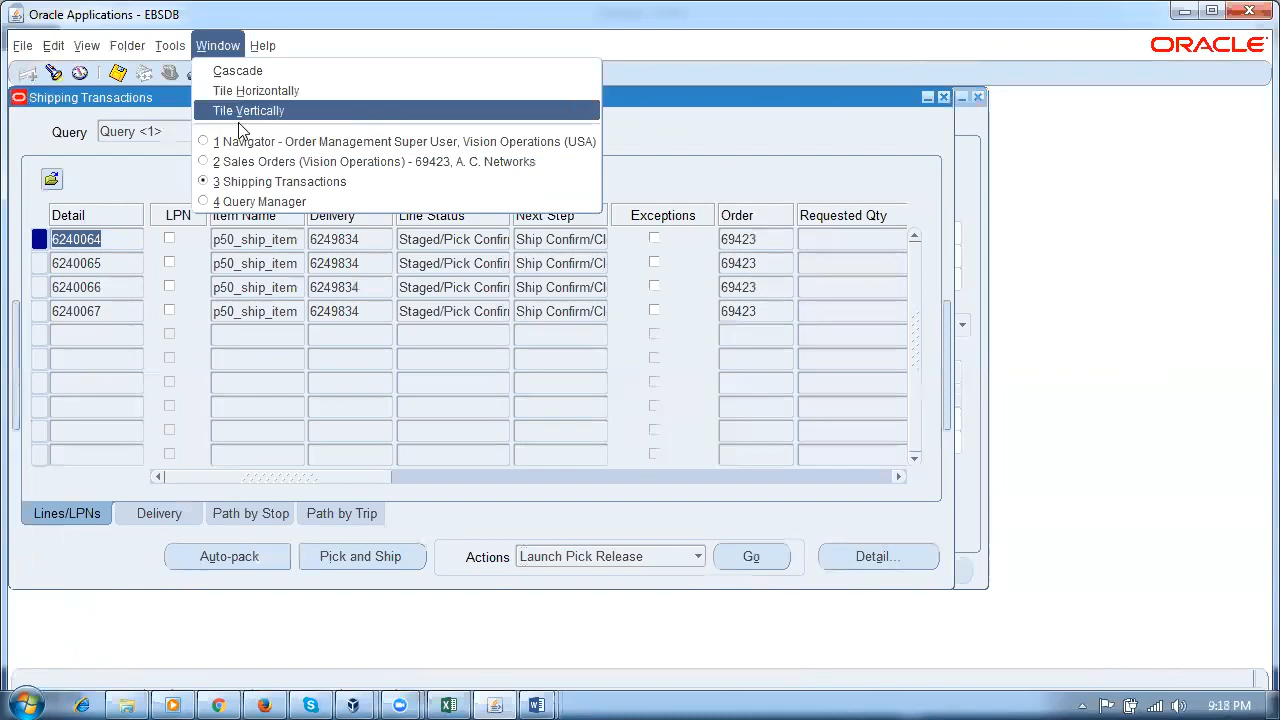 Oracle Applications - EBSDB
File Edit View Folder Tools Window Help
ORACLE
Cascade
Tile Horizontally
Tile Vertically
1 Navigator - Order Management Super User, Vision Operations (USA)
2 Sales Orders (Vision Operations) - 69423, A. C. Networks
3 Shipping Transactions
4 Query Manager
Shipping Transactions
Query Query <1>
Detail LPN Item Name Delivery Line Status Next Step Exceptions Order Requested Qty
6240064 p50_ship_item 6249834 Staged/Pick Confir Ship Confirm/Cl 69423
6240065 p50_ship_item 6249834 Staged/Pick Confir Ship Confirm/Cl 69423
6240066 p50_ship_item 6249834 Staged/Pick Confir Ship Confirm/Cl 69423
6240067 p50_ship_item 6249834 Staged/Pick Confir Ship Confirm/Cl 69423
Lines/LPNs Delivery Path by Stop Path by Trip
Auto-pack Pick and Ship Actions Launch Pick Release Go Detail...
9:18 PM